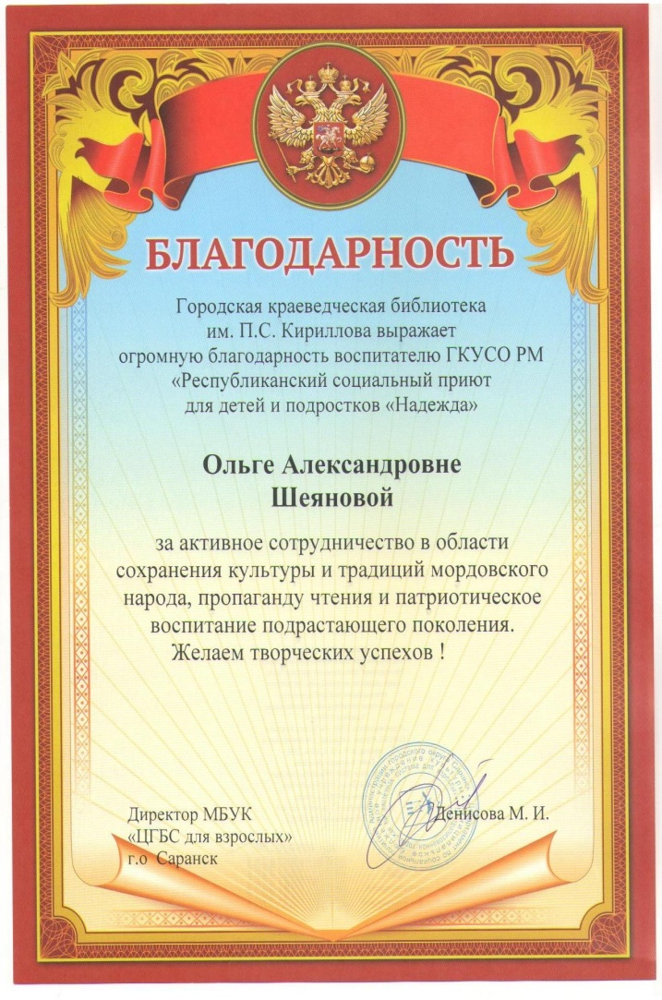 БЛАГОДАРНОСТЬ
Городская краеведческая библиотека
им. П.С. Кириллова выражает
огромную благодарность воспитателю ГКУСО РМ
«Республиканский социальный приют
для детей и подростков «Надежда»
Ольге Александровне
Шеяновой
за активное сотрудничество в области
сохранения культуры и традиций мордовского
народа, пропаганду чтения и патриотическое
воспитание подрастающего поколения.
Желаем творческих успехов !
Директор МБУК
«ЦГБС для взрослых»
г.о Саранск
Денисова М. И.